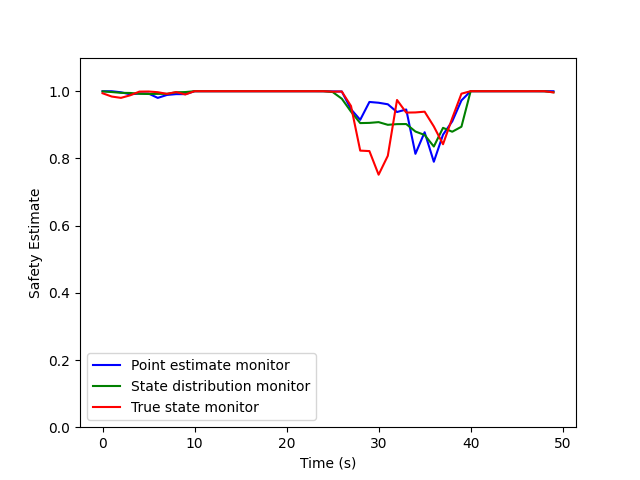 1.0
0.8
0.6
0.4
0.2
0.0
Safety Estimate
Point estimate monitor
State distribution monitor
True state monitor
0 10 20 30 40 50
Time (s)